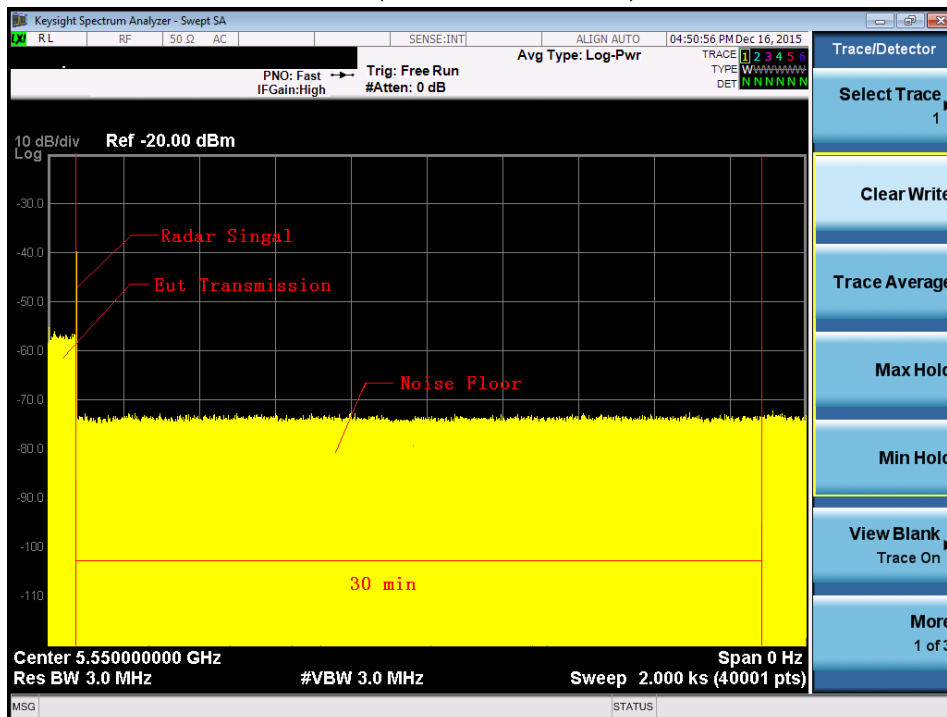 Keysight Spectrum Analyzer - Swept SA
LXI RL RF 50 Ω AC SENSE:INT ALIGN AUTO 04:50:56 PM Dec 16, 2015
Avg Type: Log-Pwr
TRACE 1 2 3 4 5 6
TYPE WWWWWW
DET N N N N N N
PNO: Fast
IFGain:High
Trig: Free Run
#Atten: 0 dB
Trace/Detector
Select Trace
1
Clear Write
Trace Average
Max Hold
Min Hold
View Blank
Trace On
More
1 of 3
10 dB/div
Log
Ref -20.00 dBm
-30.0
-40.0
-50.0
-60.0
-70.0
-80.0
-90.0
-100
-110
Radar Singal
Eut Transmission
Noise Floor
30 min
Center 5.550000000 GHz
Span 0 Hz
Res BW 3.0 MHz
#VBW 3.0 MHz
Sweep 2.000 ks (40001 pts)
MSG
STATUS